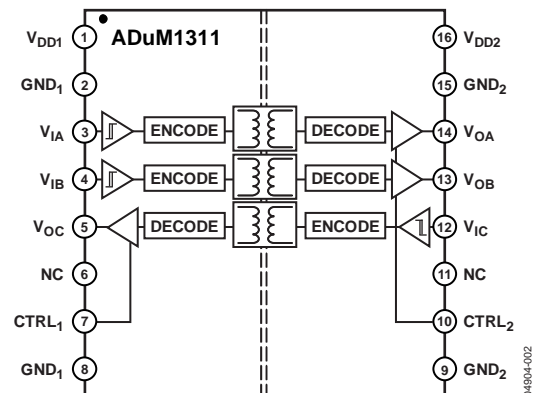 ADuM1311
VDD1 1 16 VDD2
GND1 2 15 GND2
VIA 3 ENCODE DECODE 14 VOA
VIB 4 ENCODE DECODE 13 VOB
VOC 5 DECODE ENCODE 12 VIC
NC 6 11 NC
CTRL1 7 10 CTRL2
GND1 8 9 GND2
04904-002